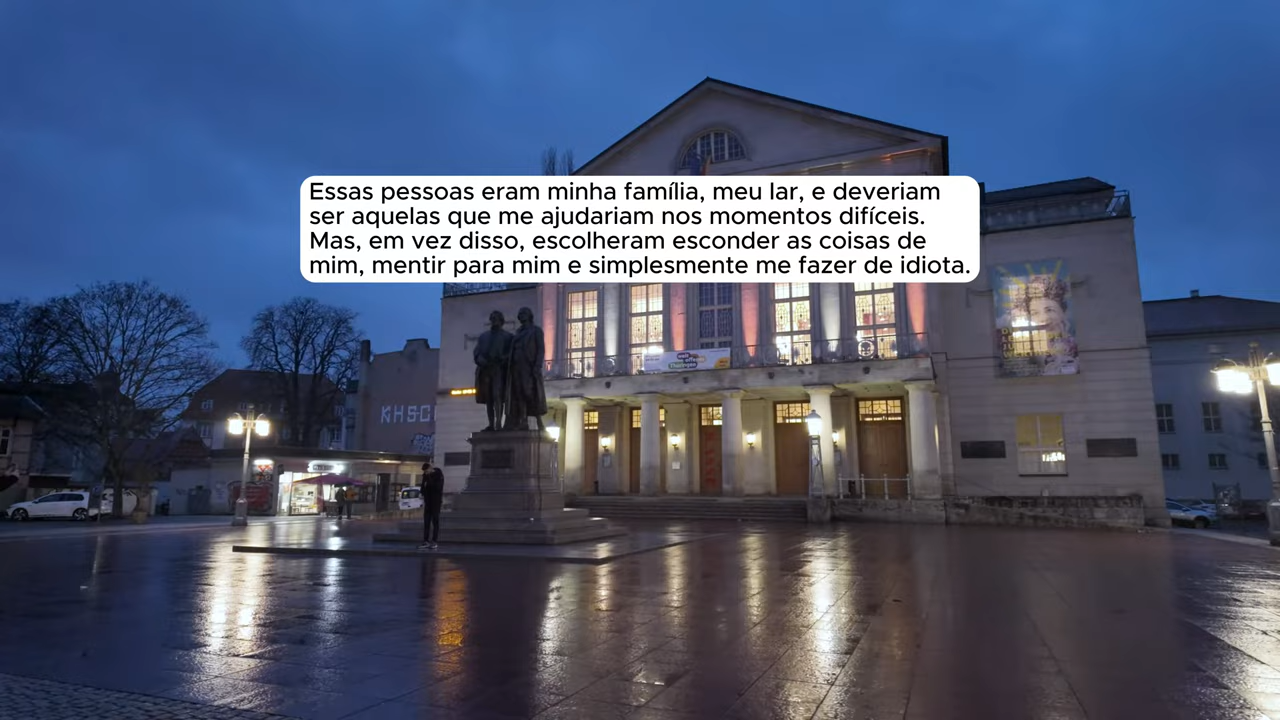 Essas pessoas eram minha família, meu lar, e deveriam
ser aquelas que me ajudariam nos momentos difíceis.
Mas, em vez disso, escolheram esconder as coisas de
mim, mentir para mim e simplesmente me fazer de idiota.